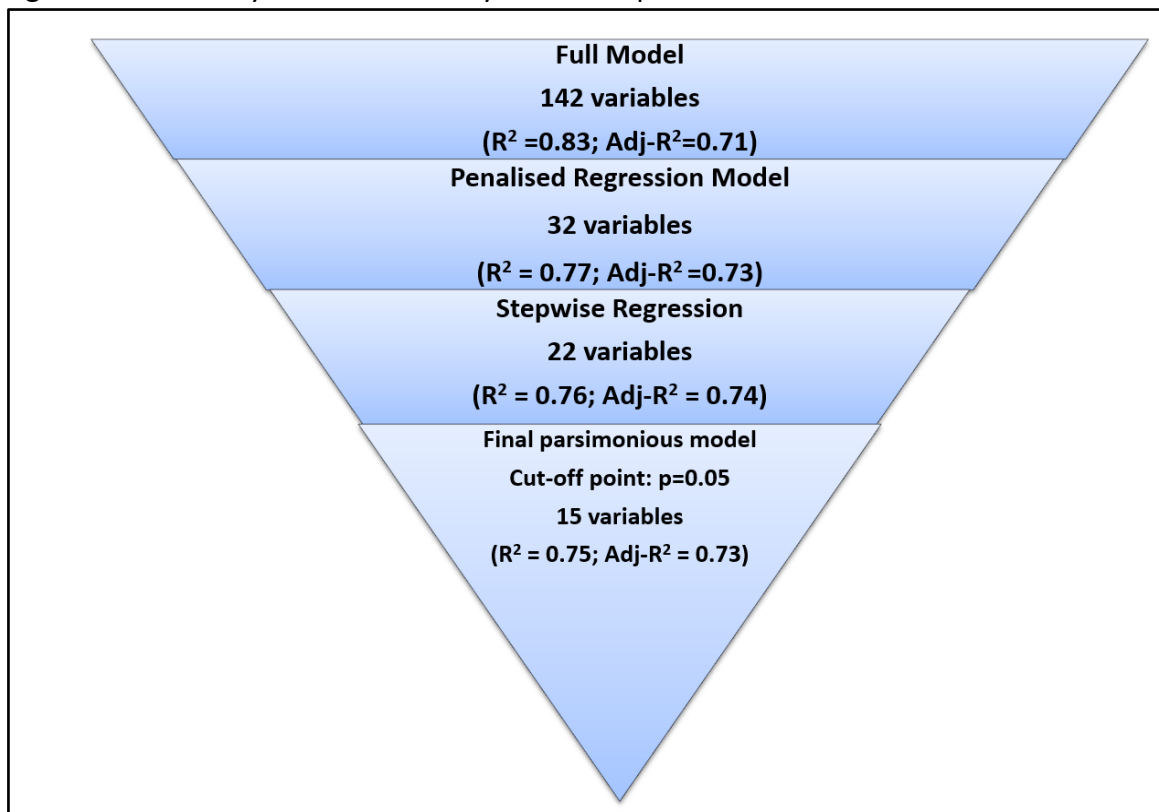 Full Model
142 variables
(R² =0.83; Adj-R²=0.71)
Penalised Regression Model
32 variables
(R² = 0.77; Adj-R² =0.73)
Stepwise Regression
22 variables
(R² = 0.76; Adj-R² = 0.74)
Final parsimonious model
Cut-off point: p=0.05
15 variables
(R² = 0.75; Adj-R² = 0.73)